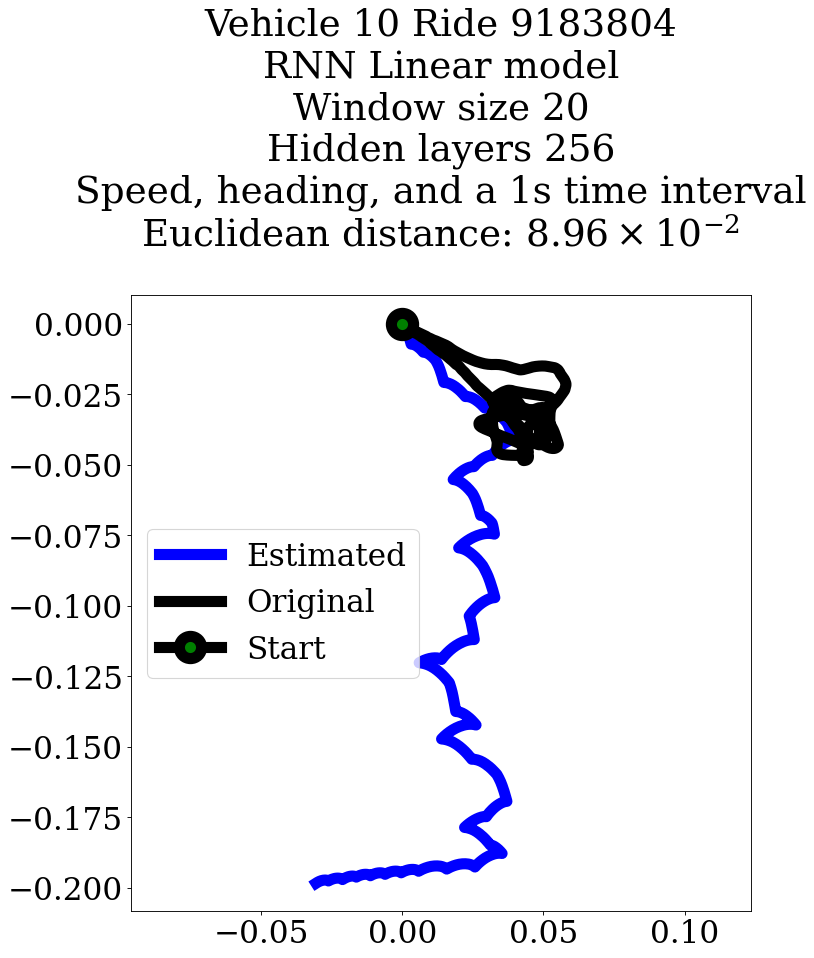 Vehicle 10 Ride 9183804
RNN Linear model
Window size 20
Hidden layers 256
Speed, heading, and a 1s time interval
Euclidean distance: 8.96 × 10⁻²
0.000
−0.025
−0.050
−0.075
−0.100
−0.125
−0.150
−0.175
−0.200
Estimated
Original
Start
−0.05 0.00 0.05 0.10